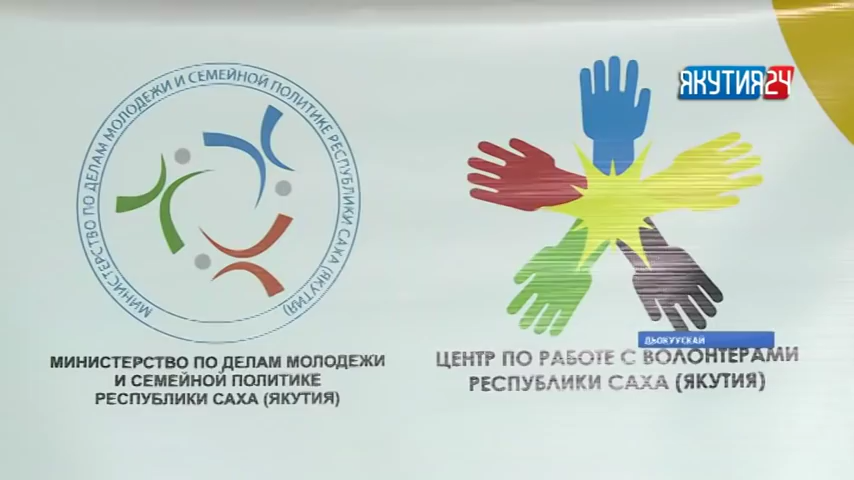 ЯКУТИЯ24
МИНИСТЕРСТВО ПО ДЕЛАМ МОЛОДЕЖИ И СЕМЕЙНОЙ ПОЛИТИКЕ РЕСПУБЛИКИ САХА (ЯКУТИЯ)
МИНИСТЕРСТВО ПО ДЕЛАМ МОЛОДЕЖИ
И СЕМЕЙНОЙ ПОЛИТИКЕ
РЕСПУБЛИКИ САХА (ЯКУТИЯ)
ДЬОКУУСКАЙ
ЦЕНТР ПО РАБОТЕ С ВОЛОНТЕРАМИ
РЕСПУБЛИКИ САХА (ЯКУТИЯ)